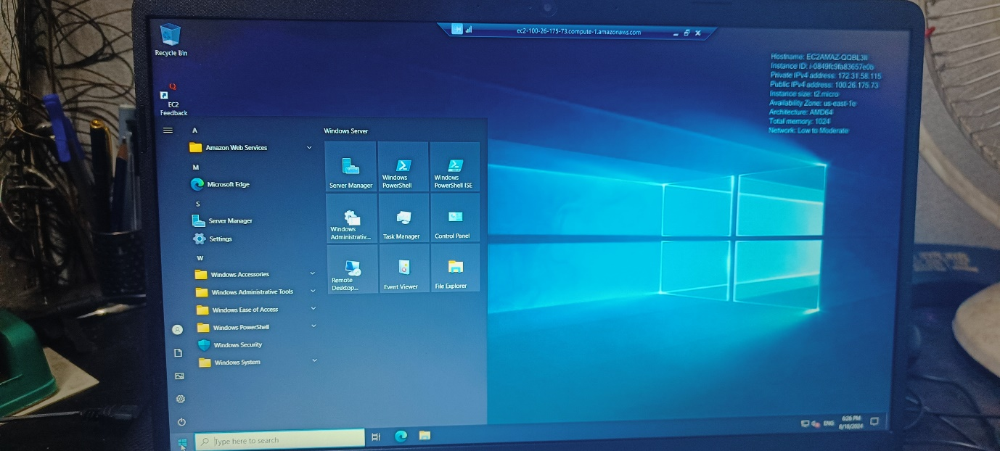 Recycle Bin
ec2-100-26-175-73.compute-1.amazonaws.com
Hostname: EC2AMAZ-QQBL3II
Instance ID: i-0849fc9fa83657e0b
Private IPv4 address: 172.31.58.115
Public IPv4 address: 100.26.175.73
Instance size: t2.micro
Availability Zone: us-east-1e
Architecture: AMD64
Total memory: 1024
Network: Low to Moderate
EC2
Feedback
A
Amazon Web Services
M
Microsoft Edge
S
Server Manager
Settings
W
Windows Accessories
Windows Administrative Tools
Windows Ease of Access
Windows PowerShell
Windows Security
Windows System
Windows Server
Server Manager
Windows
PowerShell
Windows
PowerShell ISE
Windows
Administrativ...
Task Manager
Control Panel
Remote
Desktop...
Event Viewer
File Explorer
Type here to search
ENG
6:26 PM
6/18/2024